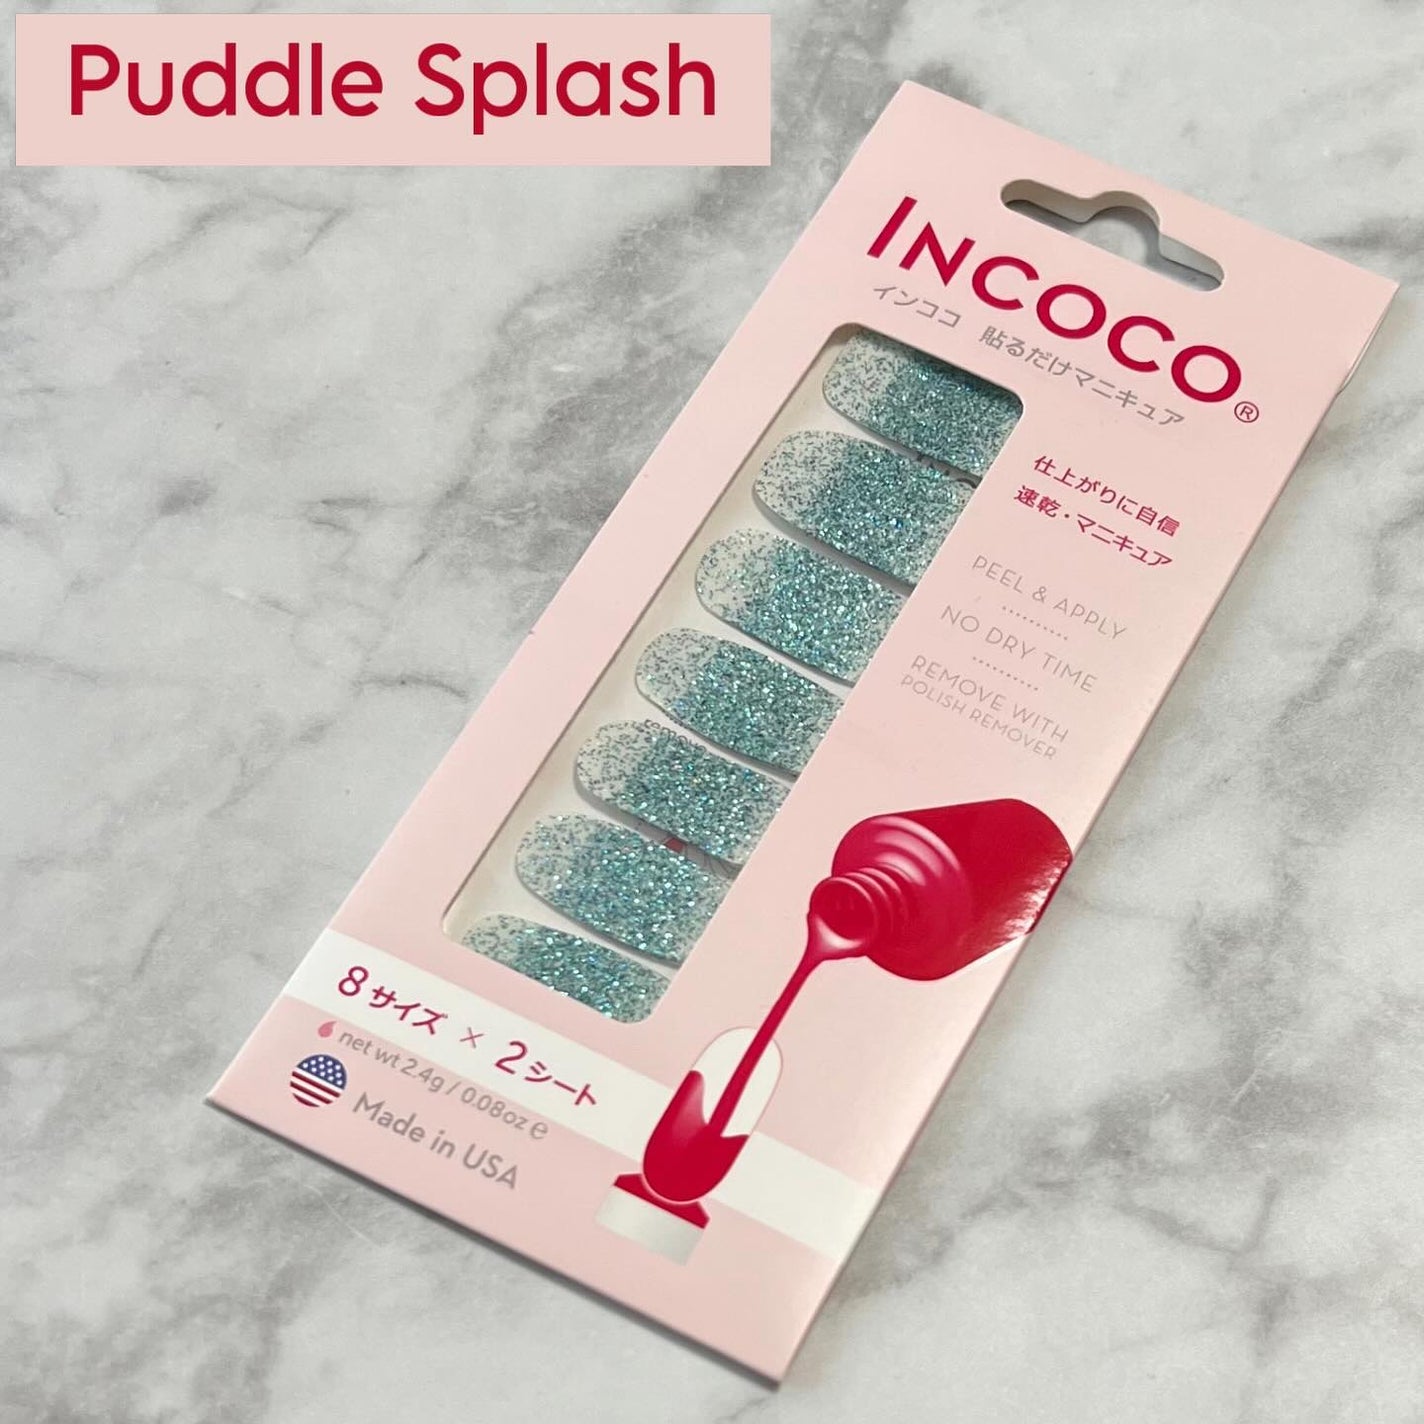 Puddle Splash
INCOCO®
インココ 貼るだけマニキュア
仕上がりに自信
速乾・マニキュア
PEEL & APPLY
NO DRY TIME
REMOVE WITH
POLISH REMOVER
remove
8サイズ × 2シート
net wt 2.4g / 0.08oz ℮
Made in USA